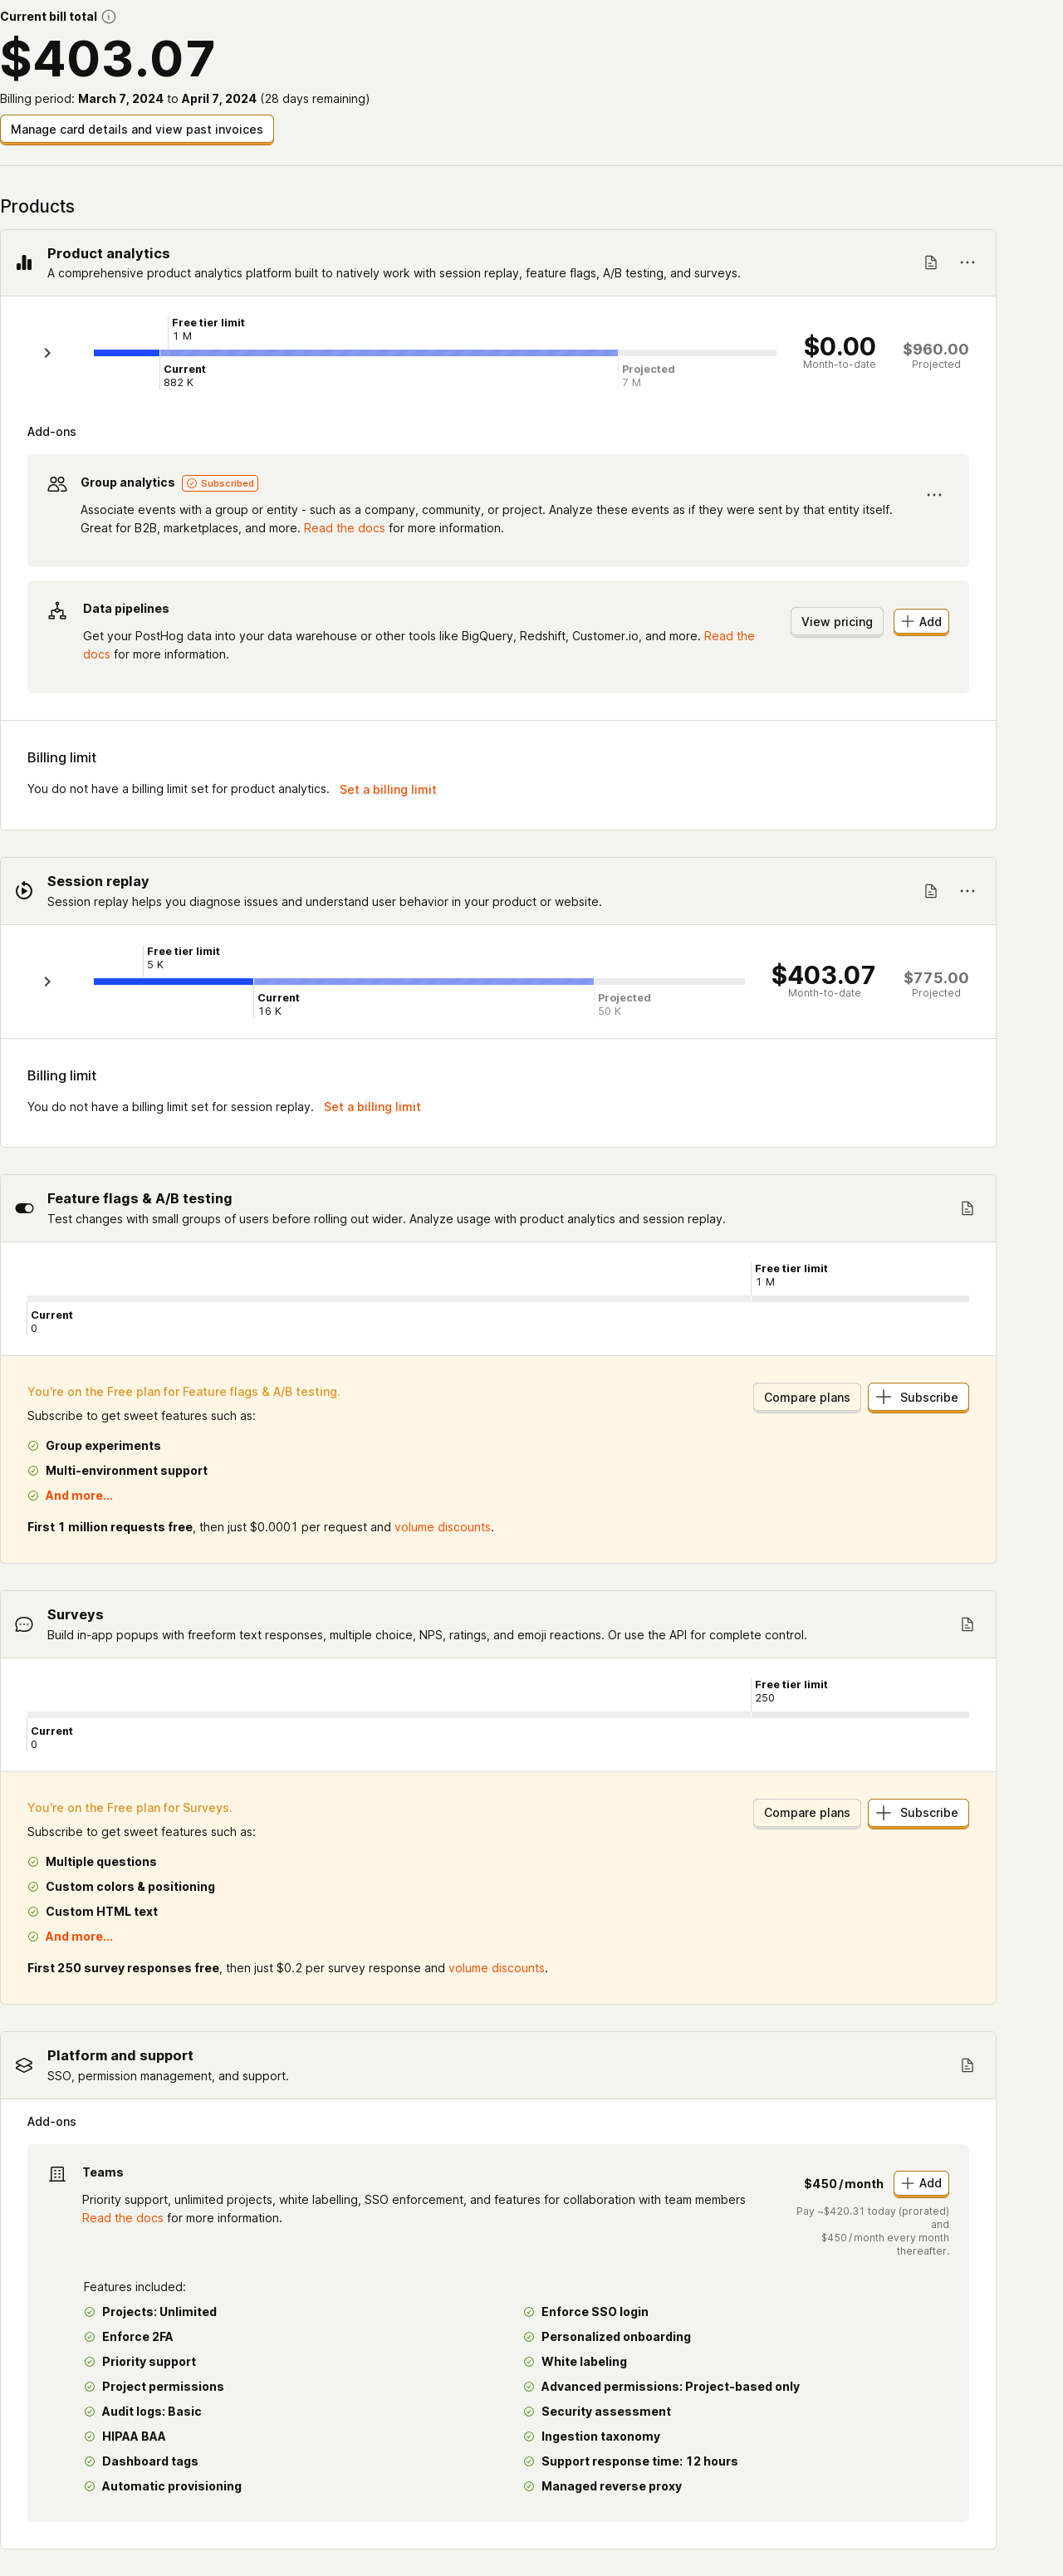 Current bill total
$403.07
Billing period: March 7, 2024 to April 7, 2024 (28 days remaining)
Manage card details and view past invoices
Products
Product analytics
A comprehensive product analytics platform built to natively work with session replay, feature flags, A/B testing, and surveys.
Free tier limit
1 M
Current
882 K
Projected
7 M
$0.00
Month-to-date
$960.00
Projected
Add-ons
Group analytics Subscribed
Associate events with a group or entity - such as a company, community, or project. Analyze these events as if they were sent by that entity itself.
Great for B2B, marketplaces, and more. Read the docs for more information.
Data pipelines
Get your PostHog data into your data warehouse or other tools like BigQuery, Redshift, Customer.io, and more. Read the
docs for more information.
View pricing
Add
Billing limit
You do not have a billing limit set for product analytics. Set a billing limit
Session replay
Session replay helps you diagnose issues and understand user behavior in your product or website.
Free tier limit
5 K
Current
16 K
Projected
50 K
$403.07
Month-to-date
$775.00
Projected
Billing limit
You do not have a billing limit set for session replay. Set a billing limit
Feature flags & A/B testing
Test changes with small groups of users before rolling out wider. Analyze usage with product analytics and session replay.
Free tier limit
1 M
Current
0
You're on the Free plan for Feature flags & A/B testing.
Compare plans
Subscribe
Subscribe to get sweet features such as:
Group experiments
Multi-environment support
And more...
First 1 million requests free, then just $0.0001 per request and volume discounts.
Surveys
Build in-app popups with freeform text responses, multiple choice, NPS, ratings, and emoji reactions. Or use the API for complete control.
Free tier limit
250
Current
0
You're on the Free plan for Surveys.
Compare plans
Subscribe
Subscribe to get sweet features such as:
Multiple questions
Custom colors & positioning
Custom HTML text
And more...
First 250 survey responses free, then just $0.2 per survey response and volume discounts.
Platform and support
SSO, permission management, and support.
Add-ons
Teams
Priority support, unlimited projects, white labelling, SSO enforcement, and features for collaboration with team members
Read the docs for more information.
$450/month
Add
Pay ~$420.31 today (prorated)
and
$450/month every month
thereafter.
Features included:
Projects: Unlimited
Enforce 2FA
Priority support
Project permissions
Audit logs: Basic
HIPAA BAA
Dashboard tags
Automatic provisioning
Enforce SSO login
Personalized onboarding
White labeling
Advanced permissions: Project-based only
Security assessment
Ingestion taxonomy
Support response time: 12 hours
Managed reverse proxy